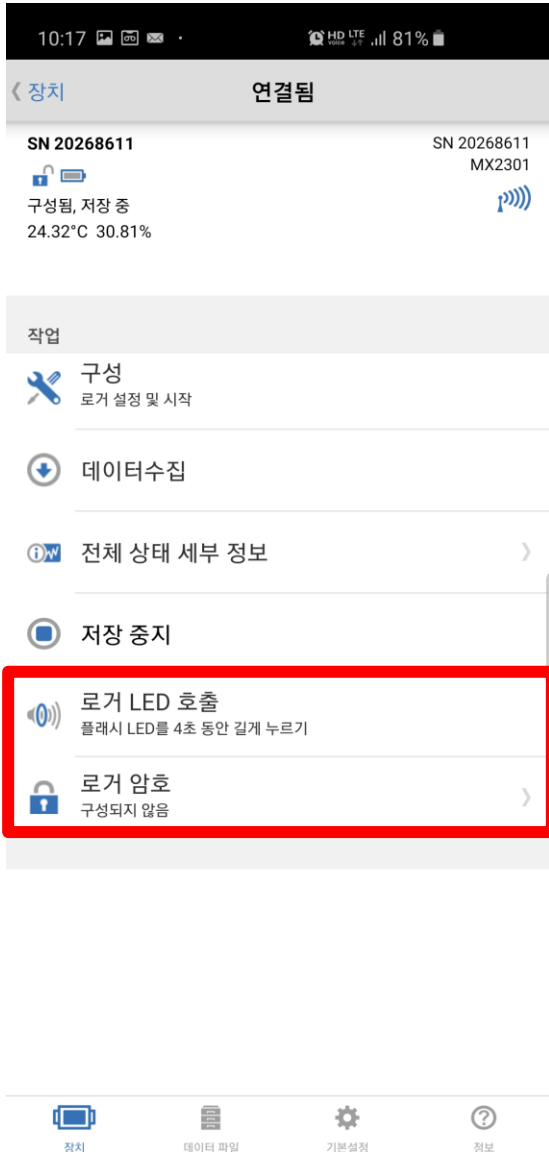 10:17
HD voice LTE 81%
장치
연결됨
SN 20268611
SN 20268611
MX2301
구성됨, 저장 중
24.32°C 30.81%
작업
구성
로거 설정 및 시작
데이터수집
전체 상태 세부 정보
저장 중지
로거 LED 호출
플래시 LED를 4초 동안 길게 누르기
로거 암호
구성되지 않음
장치
데이터 파일
기본설정
정보